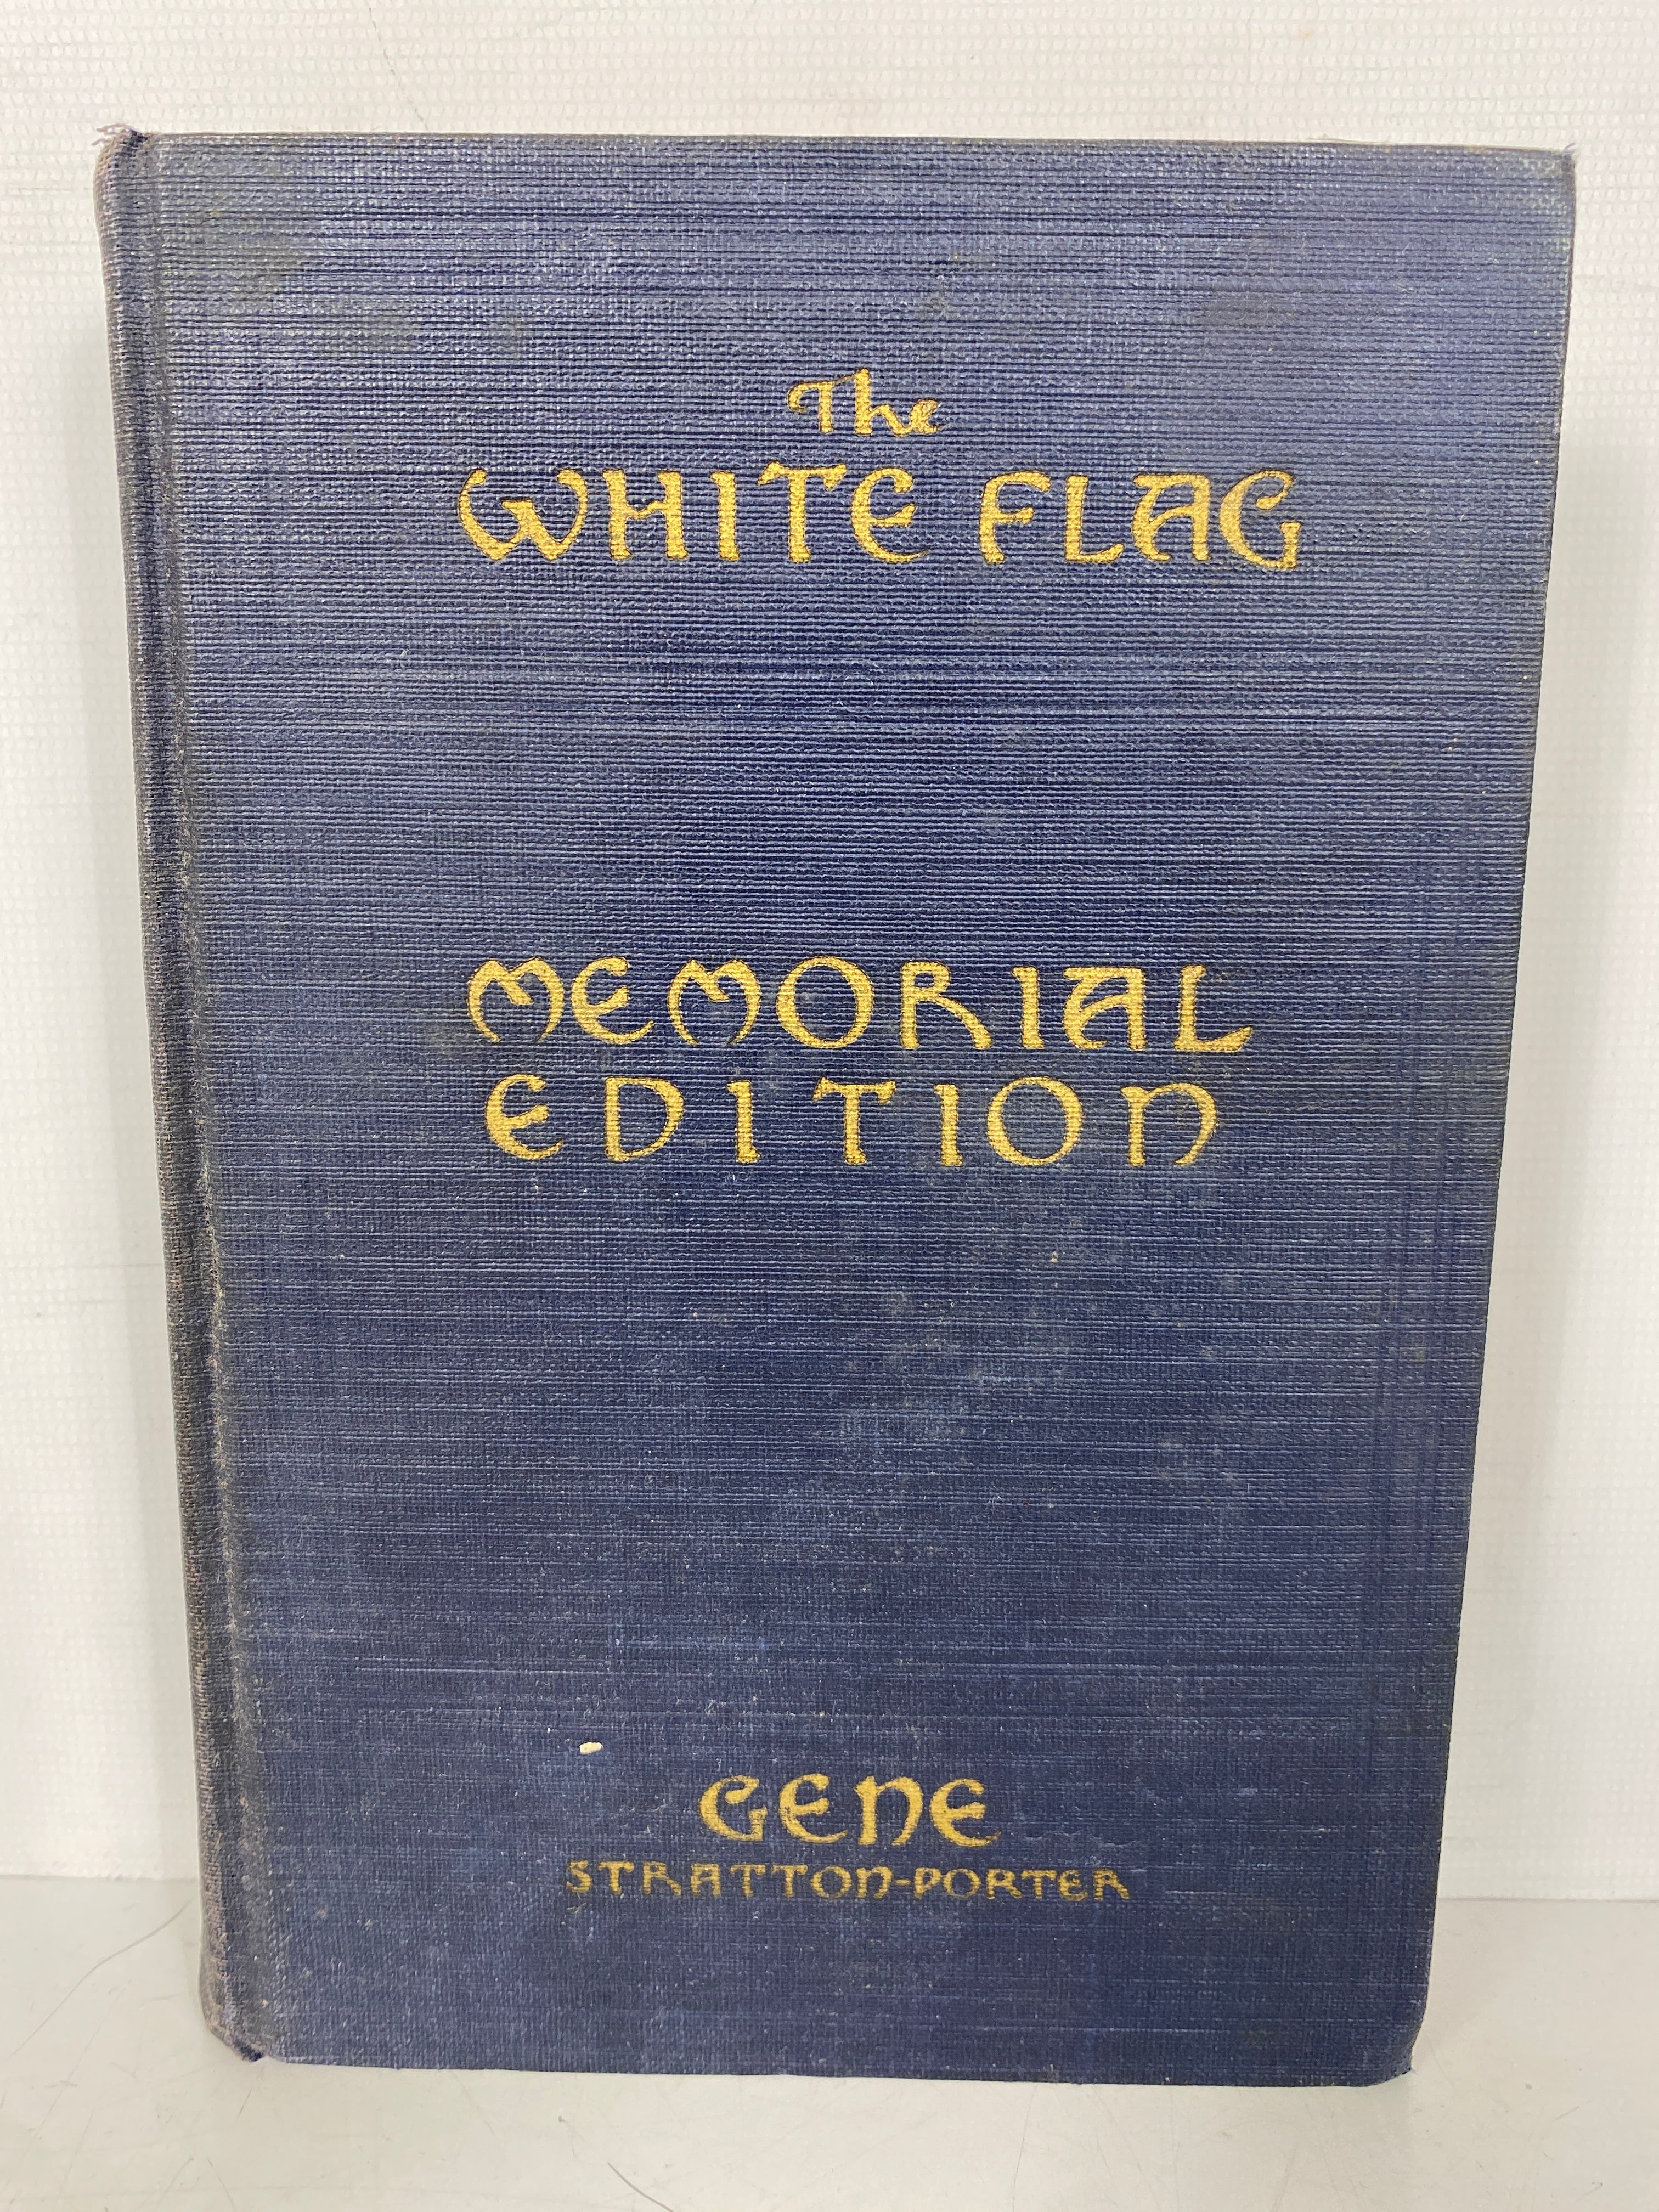 The
WHITE FLAG
MEMORIAL
EDITION
GENE
STRATTON-PORTER